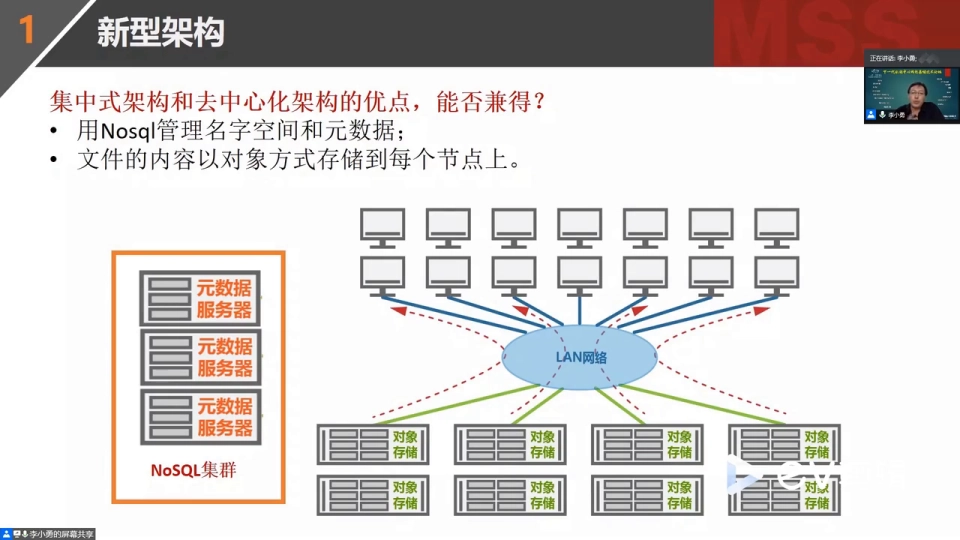 1
新型架构
MSS
正在讲话: 李小勇;
李小勇
集中式架构和去中心化架构的优点，能否兼得？
• 用Nosql管理名字空间和元数据；
• 文件的内容以对象方式存储到每个节点上。
元数据
服务器
元数据
服务器
元数据
服务器
NoSQL集群
LAN网络
对象
存储
对象
存储
对象
存储
对象
存储
对象
存储
对象
存储
对象
存储
对象
存储
李小勇的屏幕共享